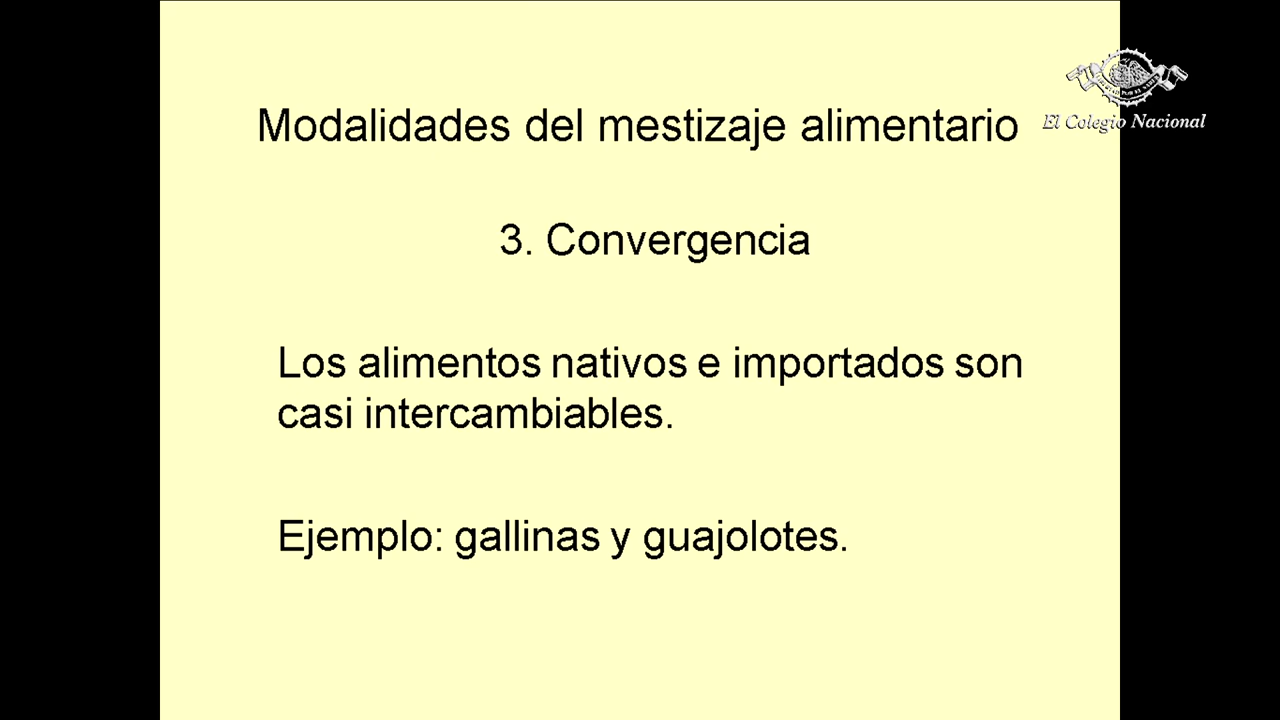 Modalidades del mestizaje alimentario
El Colegio Nacional
3. Convergencia
Los alimentos nativos e importados son
casi intercambiables.
Ejemplo: gallinas y guajolotes.